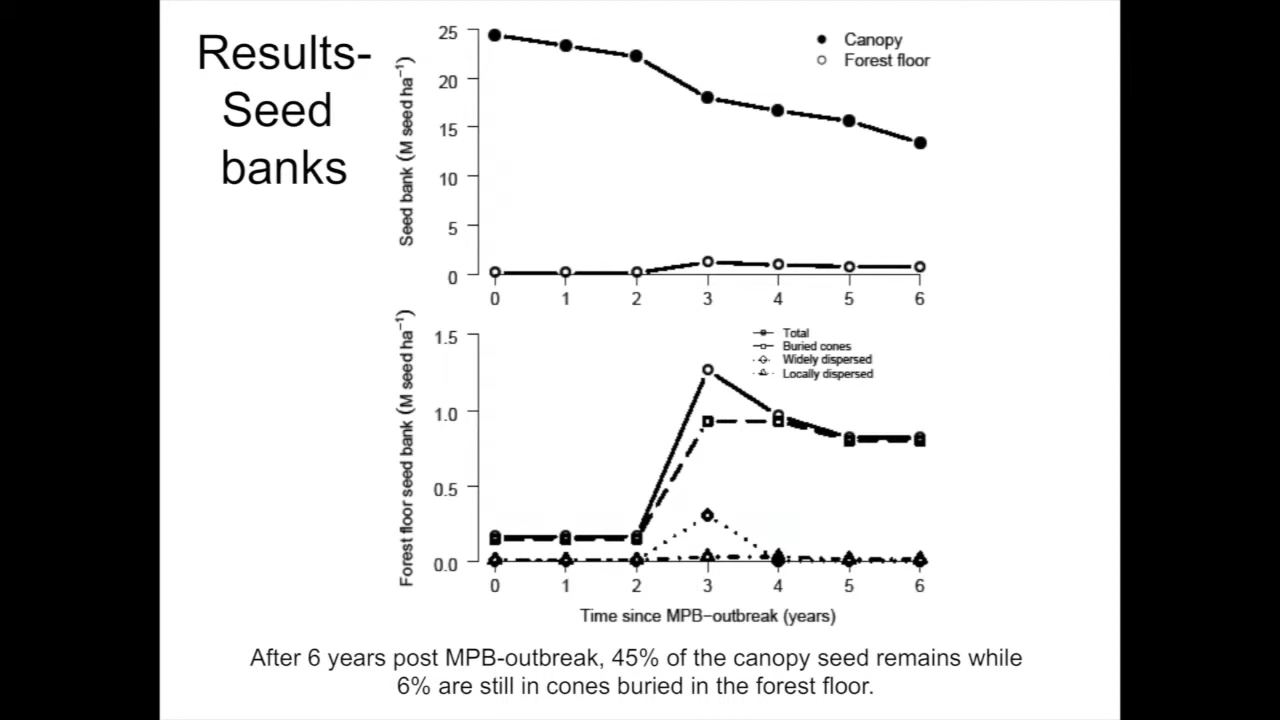 Results-
Seed
banks
25
20
15
10
5
0
Seed bank (M seed ha⁻¹)
Canopy
Forest floor
0 1 2 3 4 5 6
1.5
1.0
0.5
0.0
Forest floor seed bank (M seed ha⁻¹)
Total
Buried cones
Widely dispersed
Locally dispersed
0 1 2 3 4 5 6
Time since MPB−outbreak (years)
After 6 years post MPB-outbreak, 45% of the canopy seed remains while
6% are still in cones buried in the forest floor.